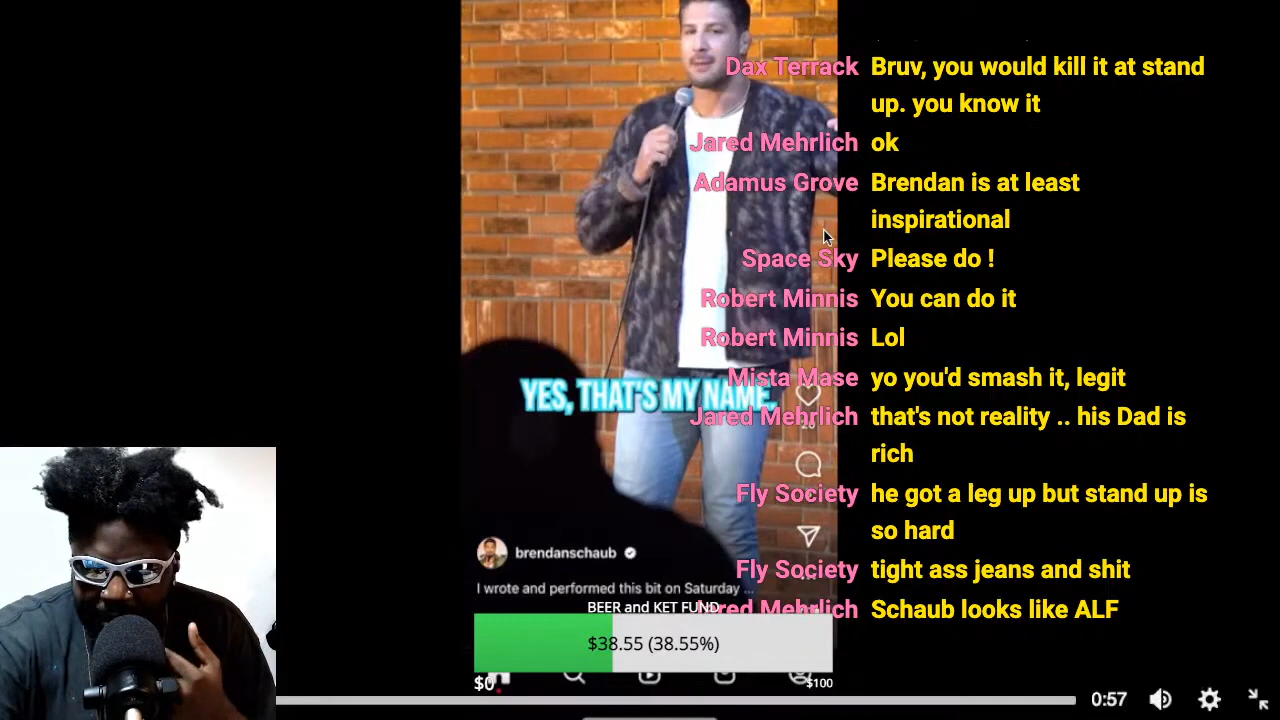 Dax Terrack Bruv, you would kill it at stand
up. you know it
Jared Mehrlich ok
Adamus Grove Brendan is at least
inspirational
Space Sky Please do !
Robert Minnis You can do it
Robert Minnis Lol
Mista Mase yo you'd smash it, legit
Jared Mehrlich that's not reality .. his Dad is
rich
Fly Society he got a leg up but stand up is
so hard
Fly Society tight ass jeans and shit
Jared Mehrlich Schaub looks like ALF
YES, THAT'S MY NAME.
brendanschaub
I wrote and performed this bit on Saturday ...
BEER and KET FUND
$38.55 (38.55%)
$0
$100
0:57